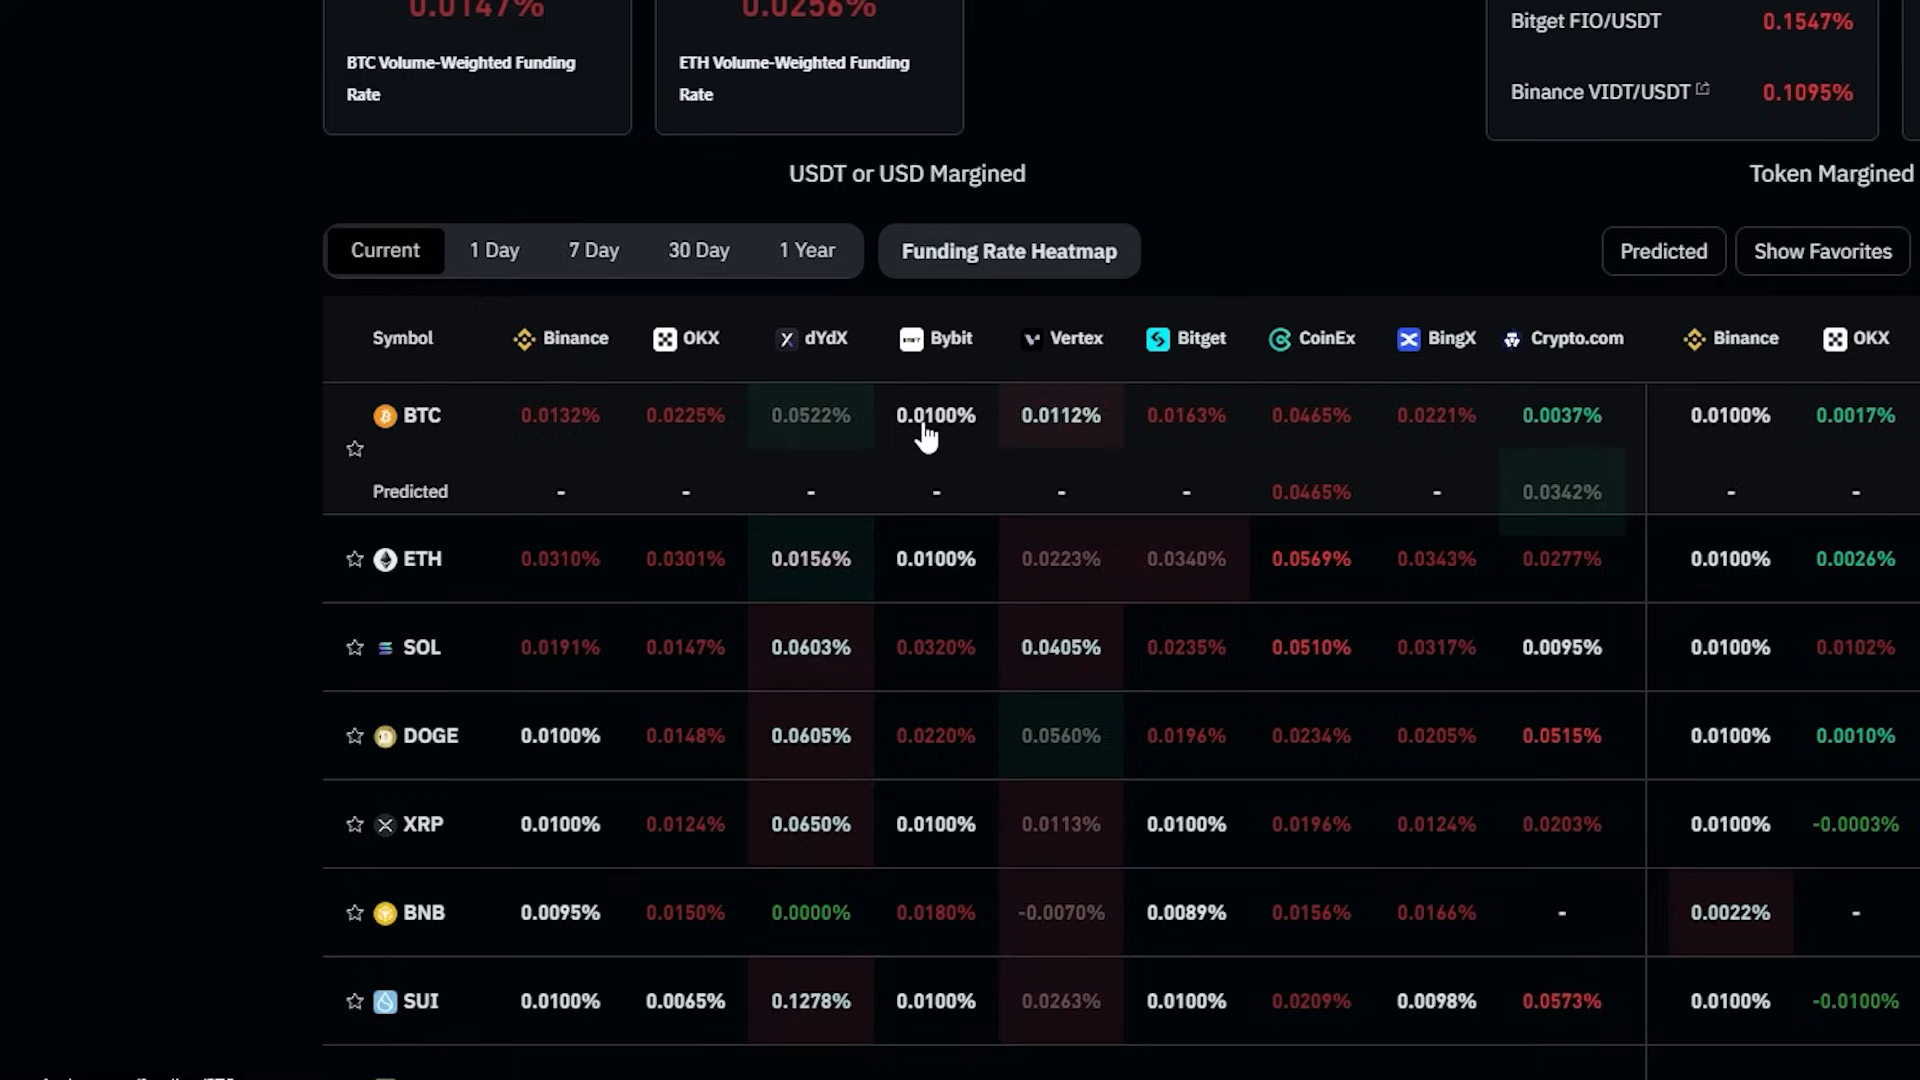 0.0147%
0.0256%
Bitget FIO/USDT 0.1547%
BTC Volume-Weighted Funding
Rate
ETH Volume-Weighted Funding
Rate
Binance VIDT/USDT 0.1095%
USDT or USD Margined
Token Margined
Current 1 Day 7 Day 30 Day 1 Year Funding Rate Heatmap Predicted Show Favorites
Symbol Binance OKX dYdX Bybit Vertex Bitget CoinEx BingX Crypto.com Binance OKX
BTC 0.0132% 0.0225% 0.0522% 0.0100% 0.0112% 0.0163% 0.0465% 0.0221% 0.0037% 0.0100% 0.0017%
Predicted - - - - - - 0.0465% - 0.0342% - -
ETH 0.0310% 0.0301% 0.0156% 0.0100% 0.0223% 0.0340% 0.0569% 0.0343% 0.0277% 0.0100% 0.0026%
SOL 0.0191% 0.0147% 0.0603% 0.0320% 0.0405% 0.0235% 0.0510% 0.0317% 0.0095% 0.0100% 0.0102%
DOGE 0.0100% 0.0148% 0.0605% 0.0220% 0.0560% 0.0196% 0.0234% 0.0205% 0.0515% 0.0100% 0.0010%
XRP 0.0100% 0.0124% 0.0650% 0.0100% 0.0113% 0.0100% 0.0196% 0.0124% 0.0203% 0.0100% -0.0003%
BNB 0.0095% 0.0150% 0.0000% 0.0180% -0.0070% 0.0089% 0.0156% 0.0166% - 0.0022% -
SUI 0.0100% 0.0065% 0.1278% 0.0100% 0.0263% 0.0100% 0.0209% 0.0098% 0.0573% 0.0100% -0.0100%